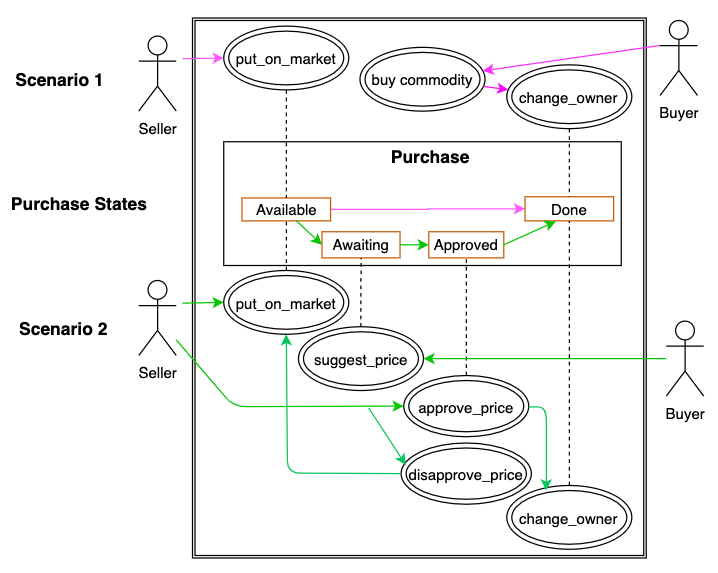 put_on_market
Scenario 1
buy commodity
change_owner
Seller
Buyer
Purchase
Purchase States
Available
Done
Awaiting
Approved
put_on_market
Scenario 2
suggest_price
Seller
approve_price
Buyer
disapprove_price
change_owner